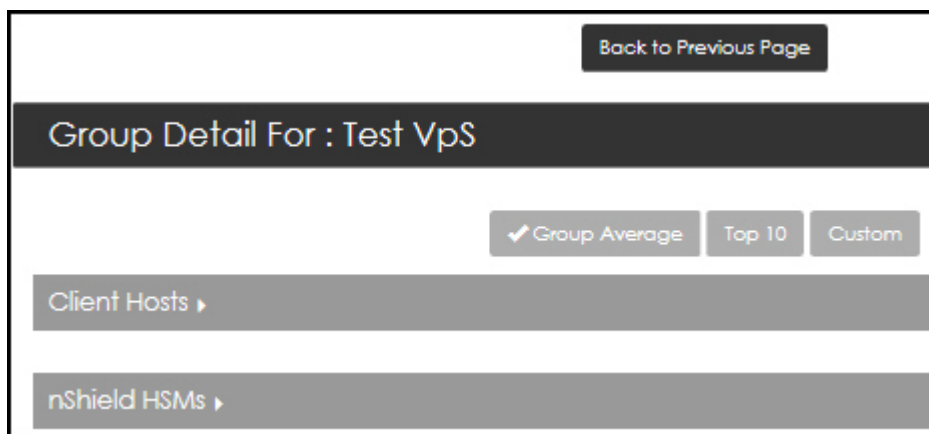 Back to Previous Page
Group Detail For : Test VpS
Group Average Top 10 Custom
Client Hosts
nShield HSMs